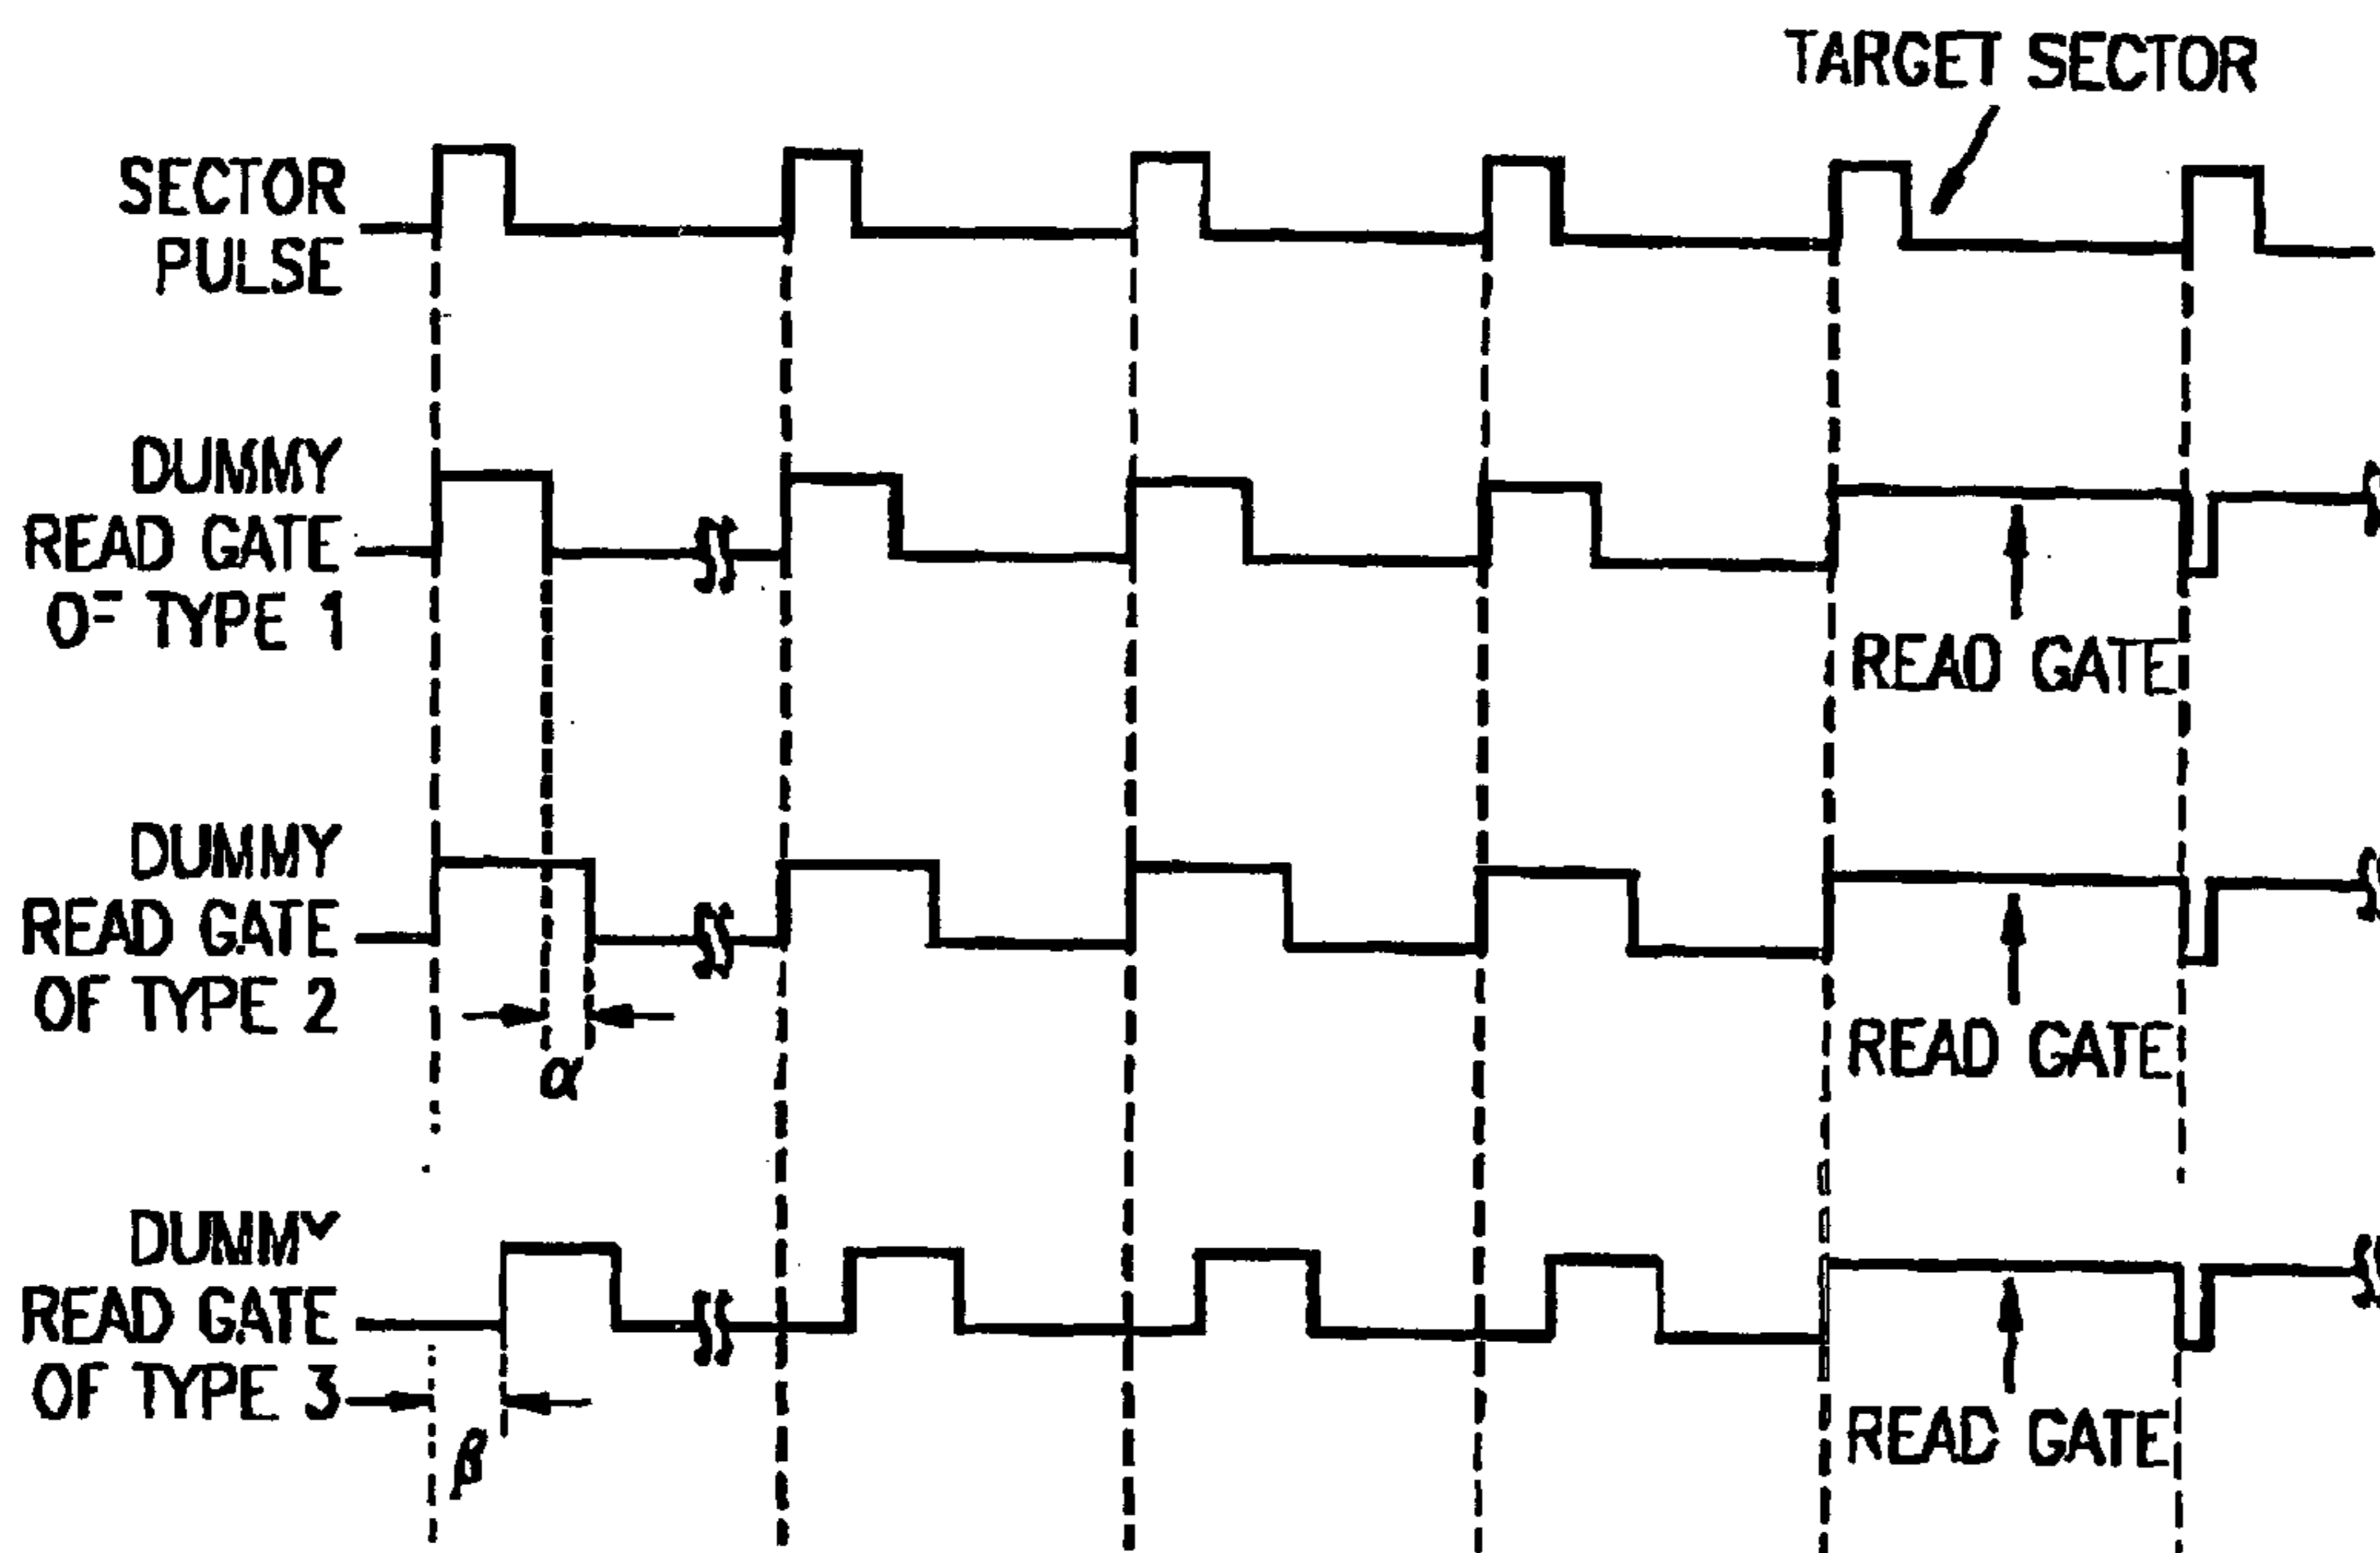 TARGET SECTOR
SECTOR
PULSE
DUMMY
READ GATE
OF TYPE 1
READ GATE
DUMMY
READ GATE
OF TYPE 2
READ GATE
α
DUMMY
READ GATE
OF TYPE 3
READ GATE
β